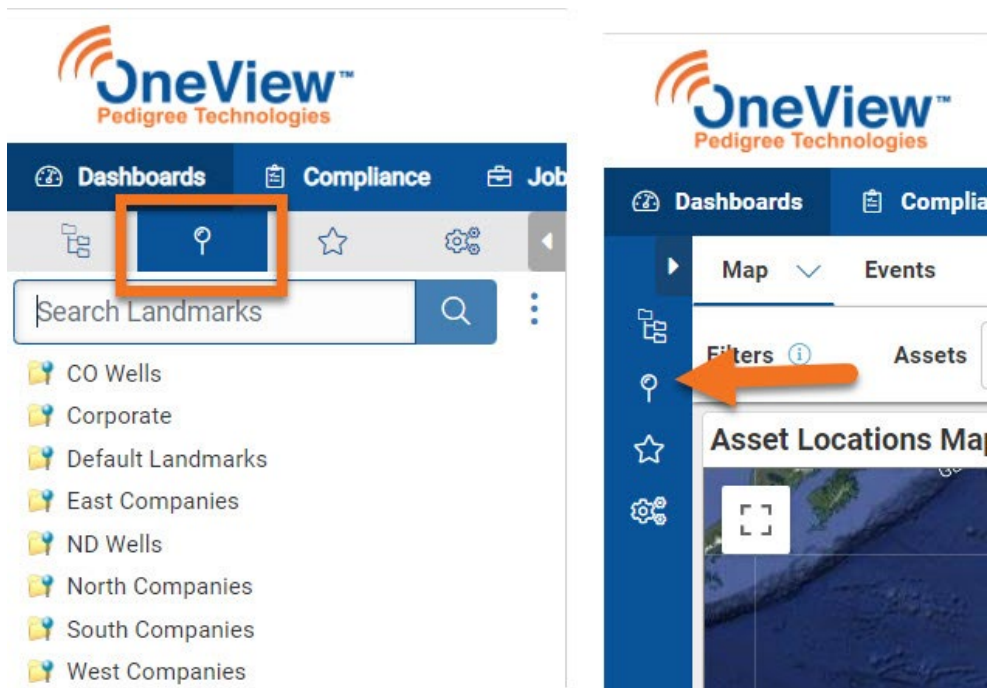 OneView™
Pedigree Technologies
Dashboards Compliance Job
Search Landmarks
CO Wells
Corporate
Default Landmarks
East Companies
ND Wells
North Companies
South Companies
West Companies
OneView™
Pedigree Technologies
Dashboards Complia
Map Events
Filters Assets
Asset Locations Map